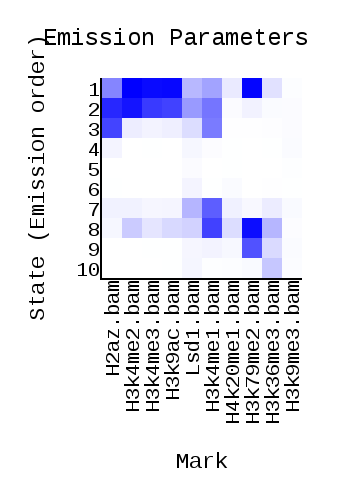 Emission Parameters
State (Emission order)
1
2
3
4
5
6
7
8
9
10
H2az.bam
H3k4me2.bam
H3k4me3.bam
H3k9ac.bam
Lsd1.bam
H3k4me1.bam
H4k20me1.bam
H3k79me2.bam
H3k36me3.bam
H3k9me3.bam
Mark